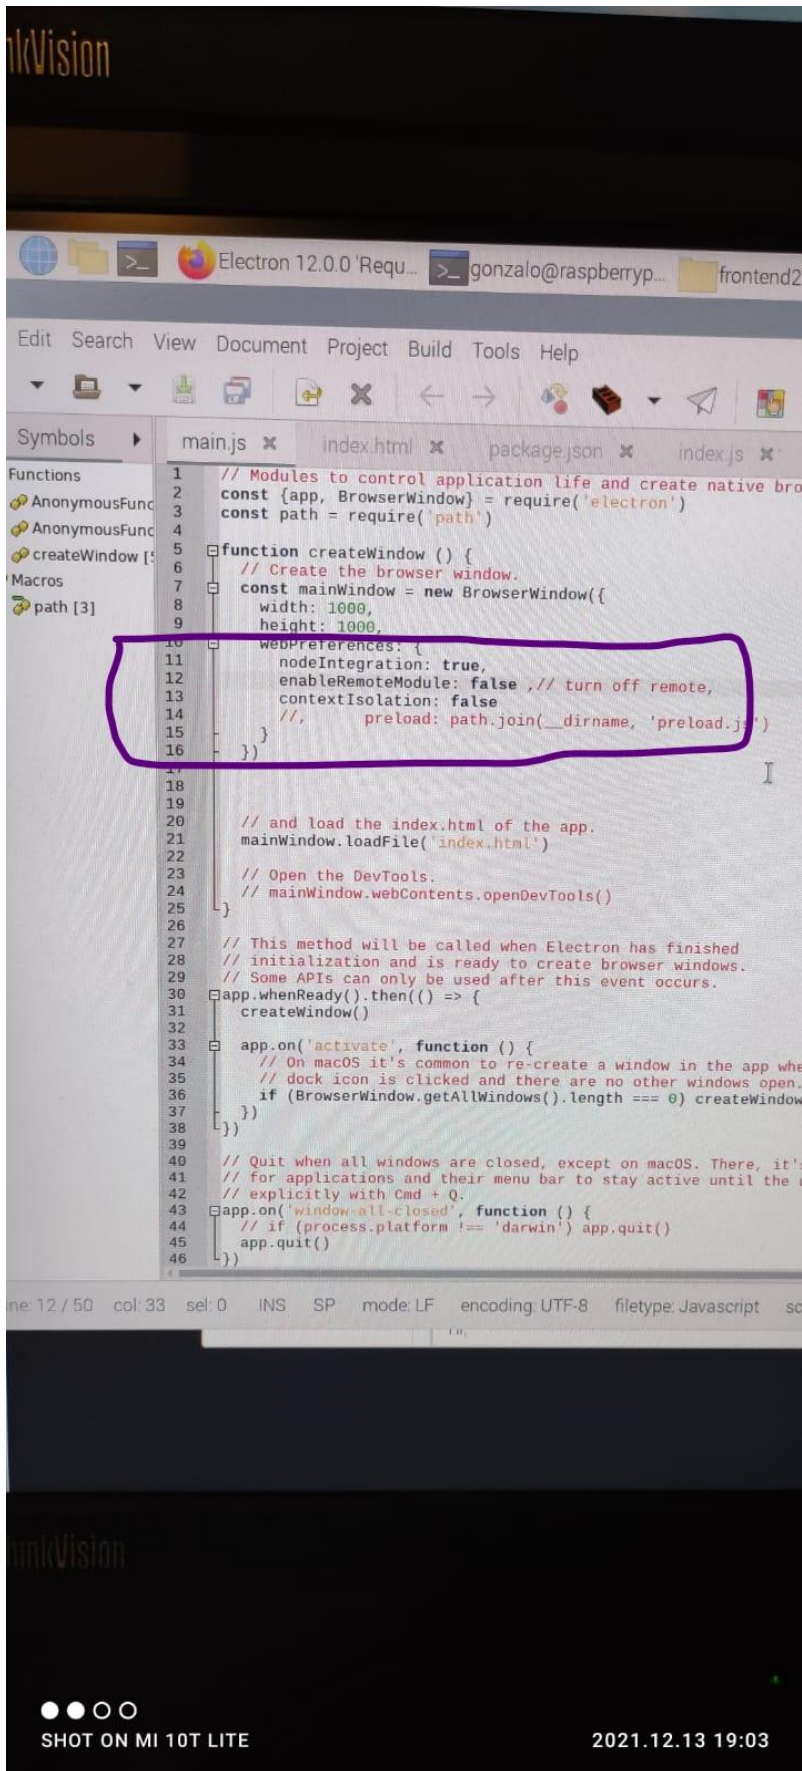 nkVision
Electron 12.0.0 'Requ... gonzalo@raspberryp... frontend2
Edit Search View Document Project Build Tools Help
Symbols main.js index.html package.json index.js
Functions
AnonymousFunc
AnonymousFunc
createWindow [
Macros
path [3]
1 // Modules to control application life and create native bro
2 const {app, BrowserWindow} = require('electron')
3 const path = require('path')
4
5 function createWindow () {
6 // Create the browser window.
7 const mainWindow = new BrowserWindow({
8 width: 1000,
9 height: 1000,
10 webPreferences: {
11 nodeIntegration: true,
12 enableRemoteModule: false ,// turn off remote,
13 contextIsolation: false
14 //, preload: path.join(__dirname, 'preload.js')
15 }
16 })
17
18
19
20 // and load the index.html of the app.
21 mainWindow.loadFile('index.html')
22
23 // Open the DevTools.
24 // mainWindow.webContents.openDevTools()
25 }
26
27 // This method will be called when Electron has finished
28 // initialization and is ready to create browser windows.
29 // Some APIs can only be used after this event occurs.
30 app.whenReady().then(() => {
31 createWindow()
32
33 app.on('activate', function () {
34 // On macOS it's common to re-create a window in the app whe
35 // dock icon is clicked and there are no other windows open.
36 if (BrowserWindow.getAllWindows().length === 0) createWindow
37 })
38 })
39
40 // Quit when all windows are closed, except on macOS. There, it's
41 // for applications and their menu bar to stay active until the u
42 // explicitly with Cmd + Q.
43 app.on('window-all-closed', function () {
44 // if (process.platform !== 'darwin') app.quit()
45 app.quit()
46 })
ne: 12 / 50 col: 33 sel: 0 INS SP mode: LF encoding: UTF-8 filetype: Javascript sc
hinkVision
SHOT ON MI 10T LITE 2021.12.13 19:03